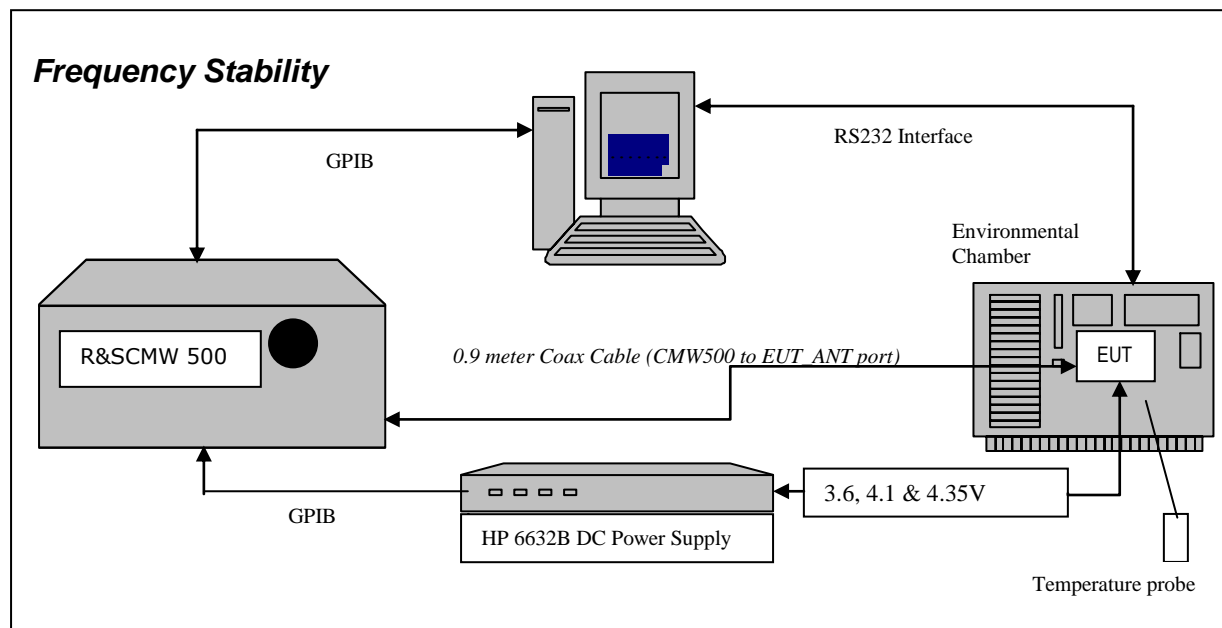 Frequency Stability
GPIB
RS232 Interface
Environmental
Chamber
R&SCMW 500
0.9 meter Coax Cable (CMW500 to EUT_ANT port)
EUT
3.6, 4.1 & 4.35V
GPIB
HP 6632B DC Power Supply
Temperature probe